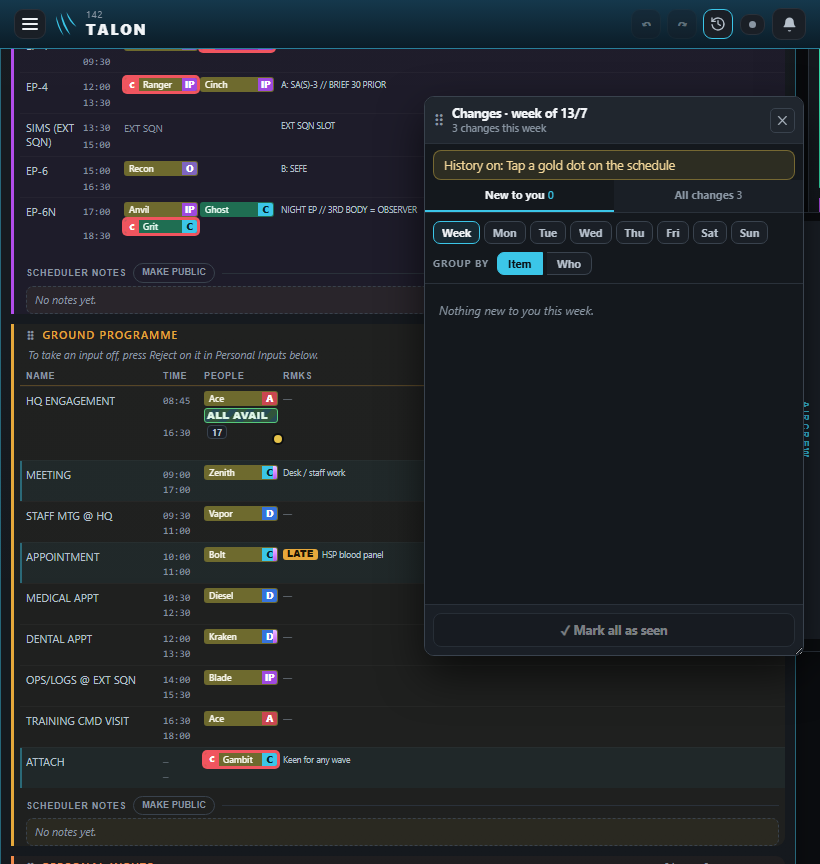 142
TALON
09:30
EP-4 12:00 c Ranger IP Cinch IP A: SA(S)-3 // BRIEF 30 PRIOR
13:30
SIMS (EXT SQN) 13:30 EXT SQN EXT SQN SLOT
15:00
EP-6 15:00 Recon O B: SEFE
16:30
EP-6N 17:00 Anvil IP Ghost C NIGHT EP // 3RD BODY = OBSERVER
c Grit C
18:30
SCHEDULER NOTES MAKE PUBLIC
No notes yet.
GROUND PROGRAMME
To take an input off, press Reject on it in Personal Inputs below.
NAME TIME PEOPLE RMKS
HQ ENGAGEMENT 08:45 Ace A —
ALL AVAIL
16:30 17
MEETING 09:00 Zenith C Desk / staff work
17:00
STAFF MTG @ HQ 09:30 Vapor D —
11:00
APPOINTMENT 10:00 Bolt C LATE HSP blood panel
11:00
MEDICAL APPT 10:30 Diesel D —
12:30
DENTAL APPT 12:00 Kraken D —
13:30
OPS/LOGS @ EXT SQN 14:00 Blade IP —
15:30
TRAINING CMD VISIT 16:30 Ace A —
18:00
ATTACH – c Gambit C Keen for any wave
–
SCHEDULER NOTES MAKE PUBLIC
No notes yet.
Changes - week of 13/7
3 changes this week
History on: Tap a gold dot on the schedule
New to you 0 All changes 3
Week Mon Tue Wed Thu Fri Sat Sun
GROUP BY Item Who
Nothing new to you this week.
✓ Mark all as seen
AIRCREW